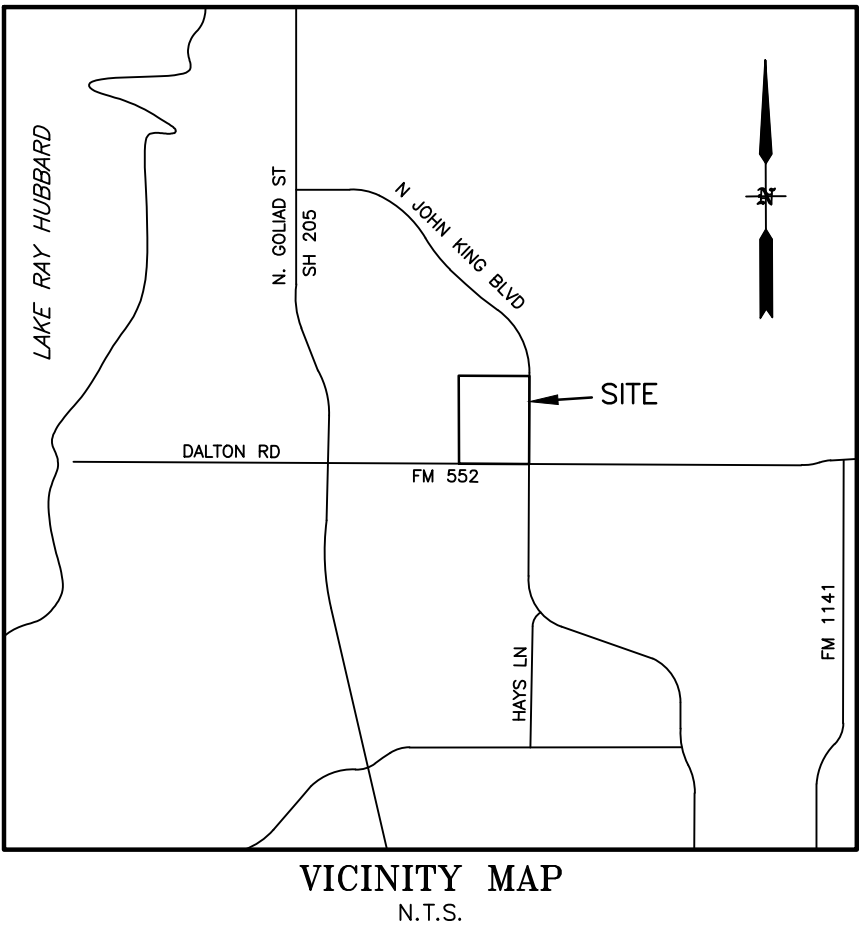 LAKE RAY HUBBARD
N. GOLIAD ST
SH 205
N JOHN KING BLVD
N
SITE
DALTON RD
FM 552
HAYS LN
FM 1141
VICINITY MAP
N.T.S.